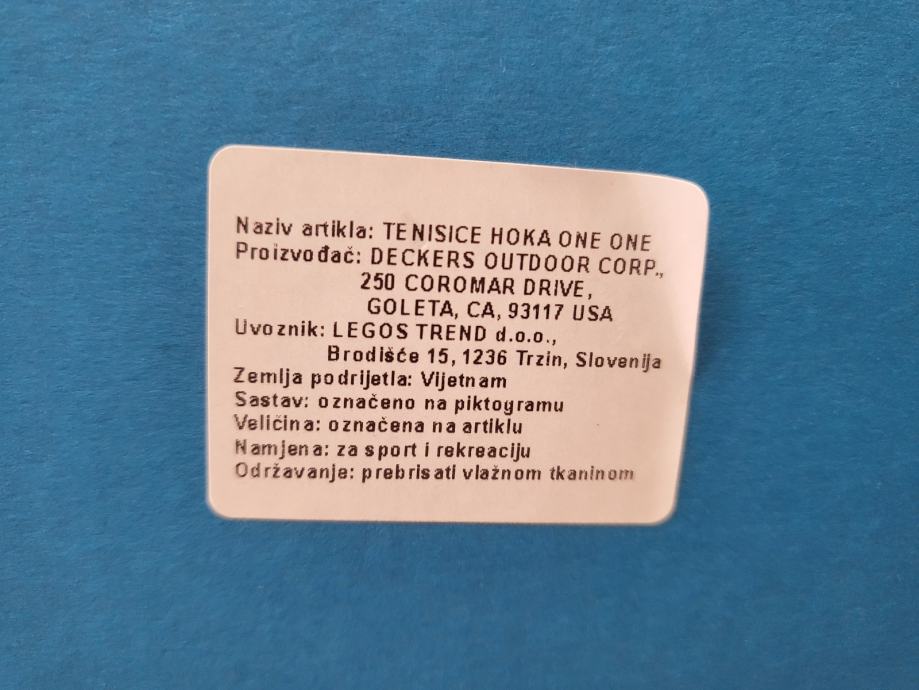 Naziv artikla: TENISICE HOKA ONE ONE
Proizvođač: DECKERS OUTDOOR CORP.,
250 COROMAR DRIVE,
GOLETA, CA, 93117 USA
Uvoznik: LEGOS TREND d.o.o.,
Brodišće 15, 1236 Trzin, Slovenija
Zemlja podrijetla: Vijetnam
Sastav: označeno na piktogramu
Veličina: označena na artiklu
Namjena: za sport i rekreaciju
Održavanje: prebrisati vlažnom tkaninom